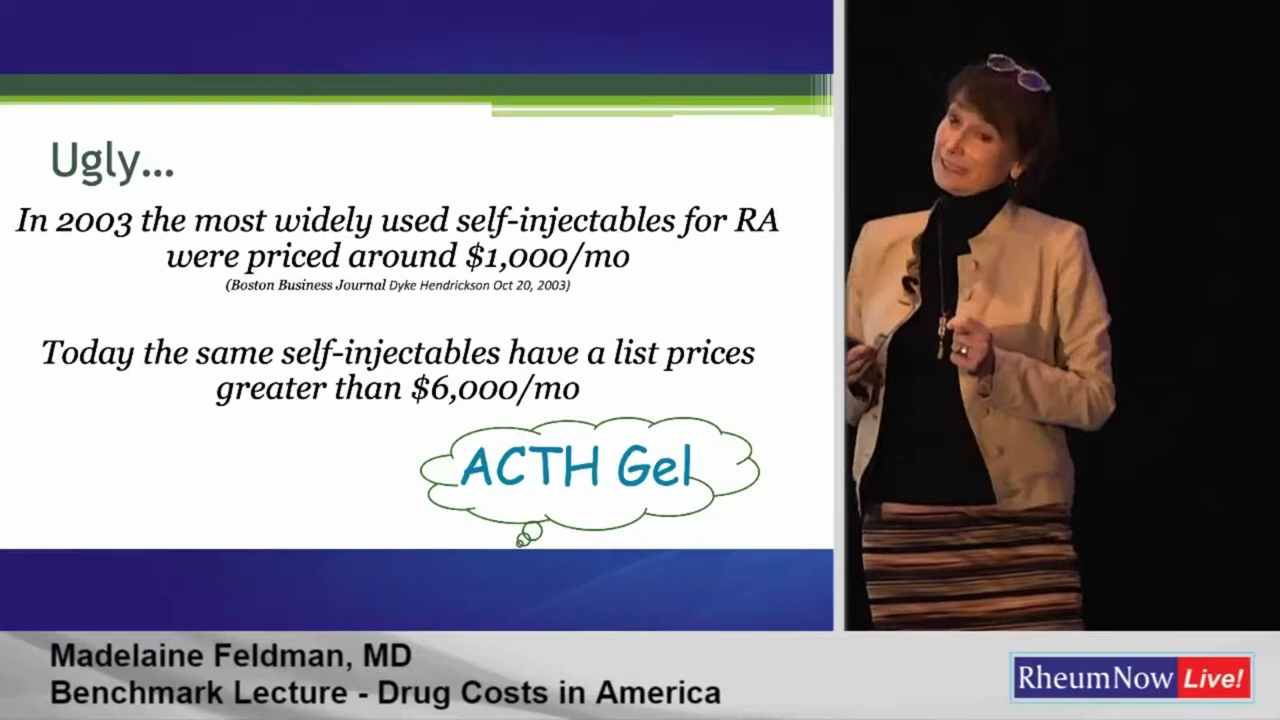 Ugly...
In 2003 the most widely used self-injectables for RA
were priced around $1,000/mo
(Boston Business Journal Dyke Hendrickson Oct 20, 2003)
Today the same self-injectables have a list prices
greater than $6,000/mo
ACTH Gel
Madelaine Feldman, MD
Benchmark Lecture - Drug Costs in America
RheumNow Live!